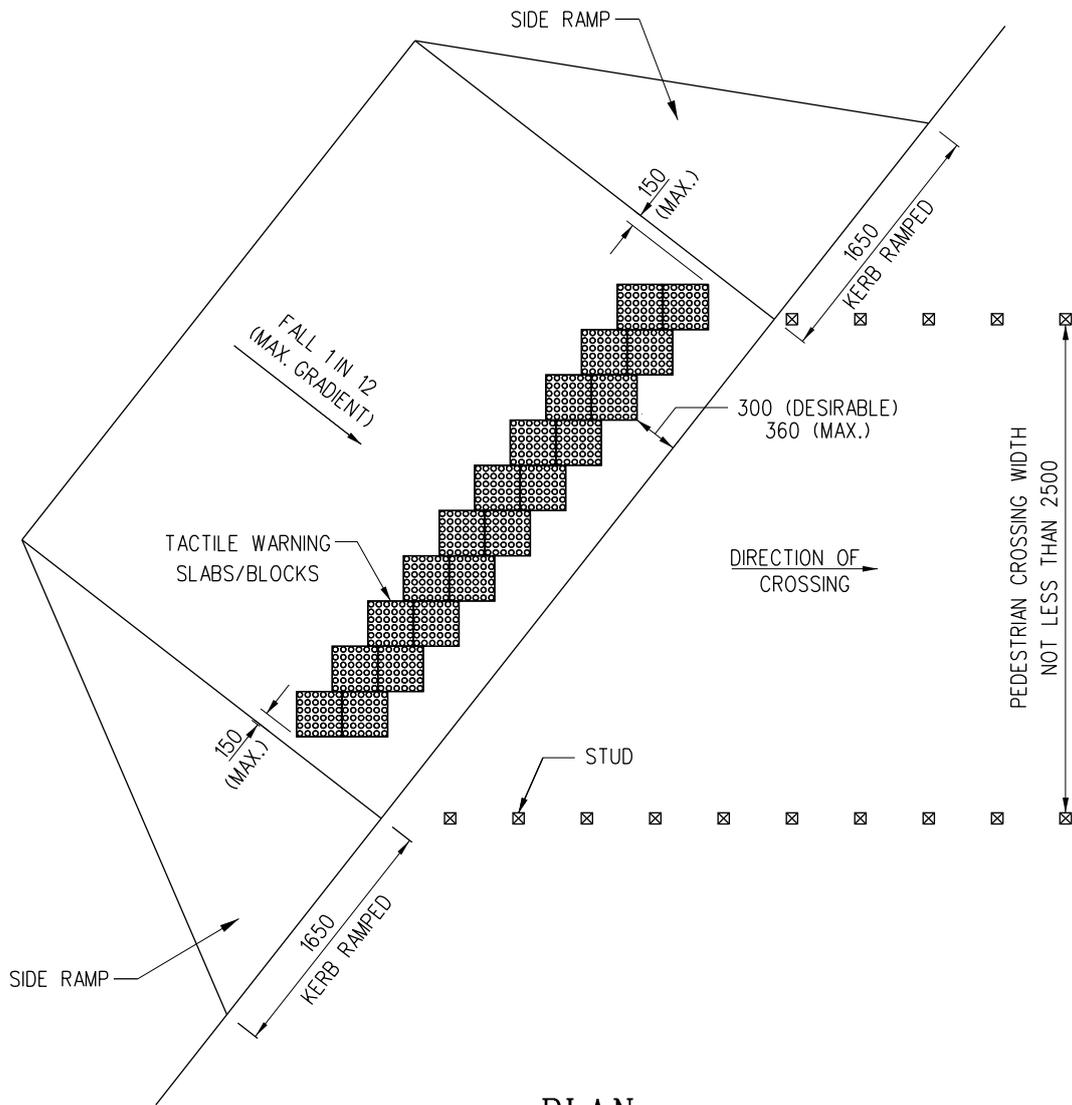 SIDE RAMP
150
(MAX.)
1650
KERB RAMPED
FALL 1 IN 12
(MAX. GRADIENT)
300 (DESIRABLE)
360 (MAX.)
PEDESTRIAN CROSSING WIDTH
NOT LESS THAN 2500
TACTILE WARNING
SLABS/BLOCKS
DIRECTION OF
CROSSING
150
(MAX.)
STUD
1650
KERB RAMPED
SIDE RAMP
PLAN